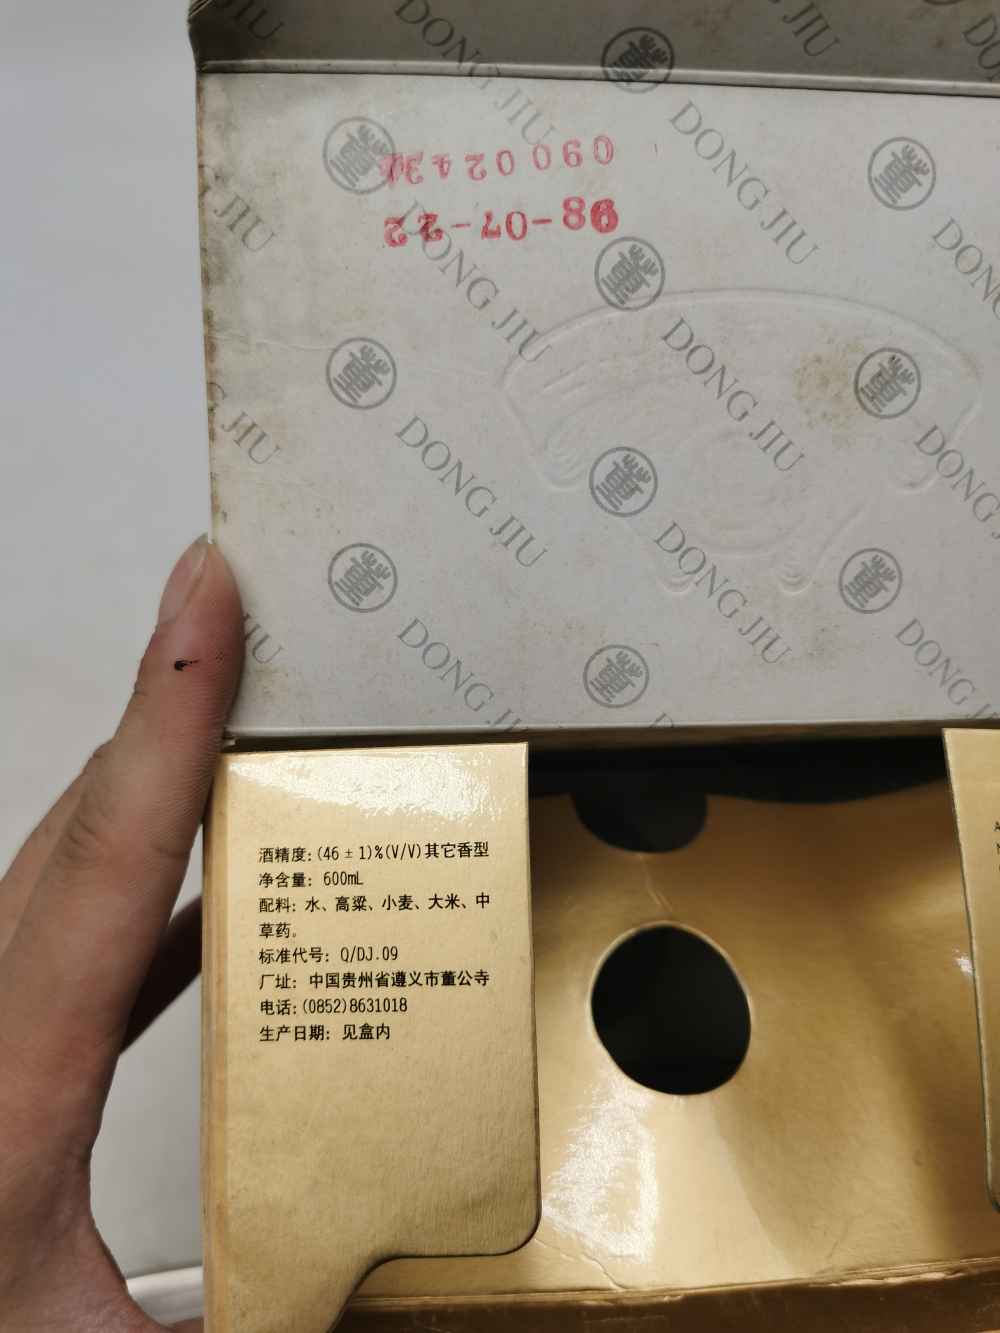 DONG JIU
DONG JIU
DONG JIU
DONG JIU
DONG JIU
DONG JIU
DONG JIU
98-07-22
酒精度:(46±1)%(V/V)其它香型
净含量: 600mL
配料: 水、高粱、小麦、大米、中
草药。
标准代号: Q/DJ.09
厂址: 中国贵州省遵义市董公寺
电话:(0852)8631018
生产日期: 见盒内